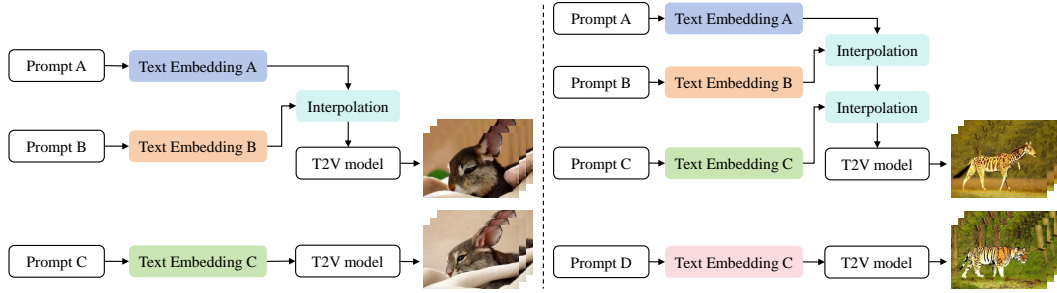 Prompt A
Text Embedding A
Interpolation
Prompt B
Text Embedding B
T2V model
Prompt C
Text Embedding C
T2V model
Prompt A
Text Embedding A
Interpolation
Prompt B
Text Embedding B
Interpolation
Prompt C
Text Embedding C
T2V model
Prompt D
Text Embedding C
T2V model